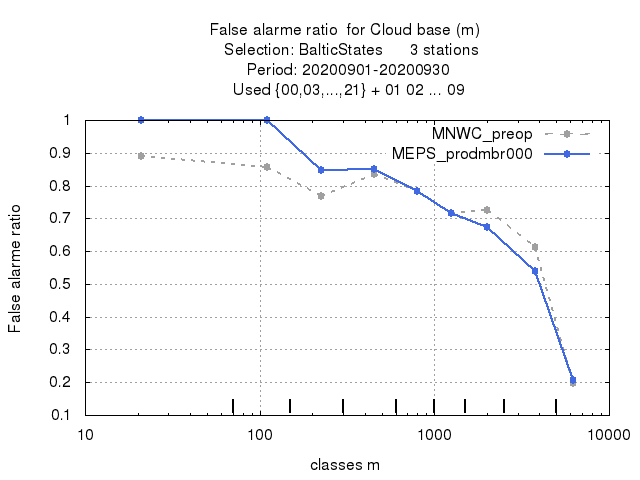 False alarme ratio for Cloud base (m)
Selection: BalticStates 3 stations
Period: 20200901-20200930
Used {00,03,...,21} + 01 02 ... 09
MNWC_preop
MEPS_prodmbr000
False alarme ratio
1
0.9
0.8
0.7
0.6
0.5
0.4
0.3
0.2
0.1
10 100 1000 10000
classes m